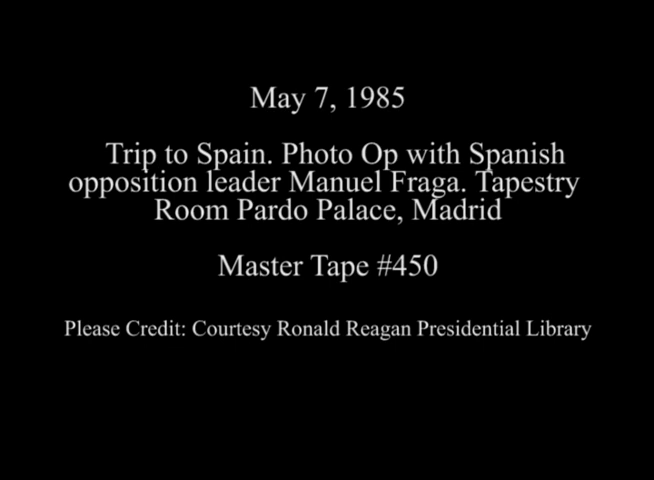 May 7, 1985
Trip to Spain. Photo Op with Spanish
opposition leader Manuel Fraga. Tapestry
Room Pardo Palace, Madrid
Master Tape #450
Please Credit: Courtesy Ronald Reagan Presidential Library